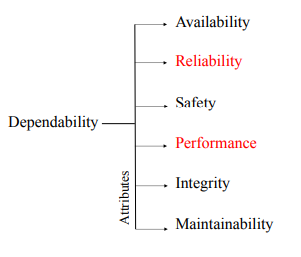 Availability
Reliability
Safety
Dependability
Performance
Integrity
Attributes
Maintainability